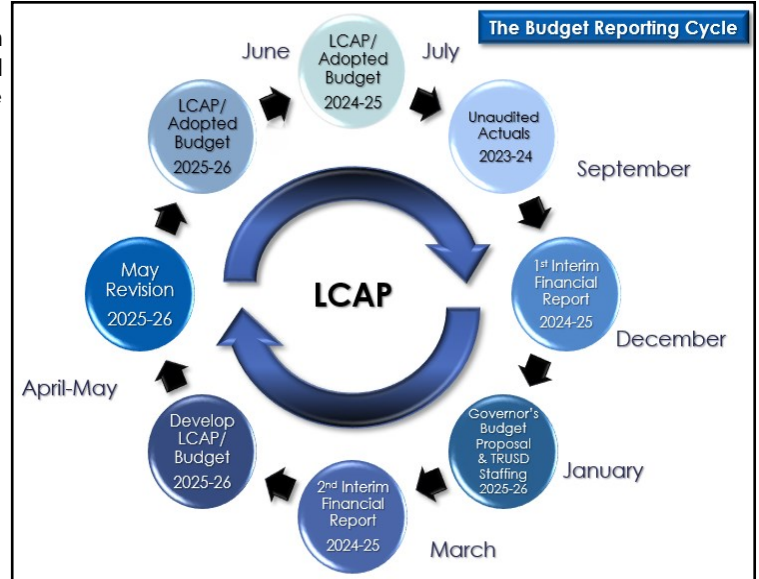 The Budget Reporting Cycle
June
LCAP/
Adopted
Budget
2024-25
July
Unaudited
Actuals
2023-24
September
1st Interim
Financial
Report
2024-25
December
Governor's
Budget
Proposal
& TRUSD
Staffing
2025-26
January
2nd Interim
Financial
Report
2024-25
March
Develop
LCAP/
Budget
2025-26
April-May
May
Revision
2025-26
LCAP/
Adopted
Budget
2025-26
LCAP